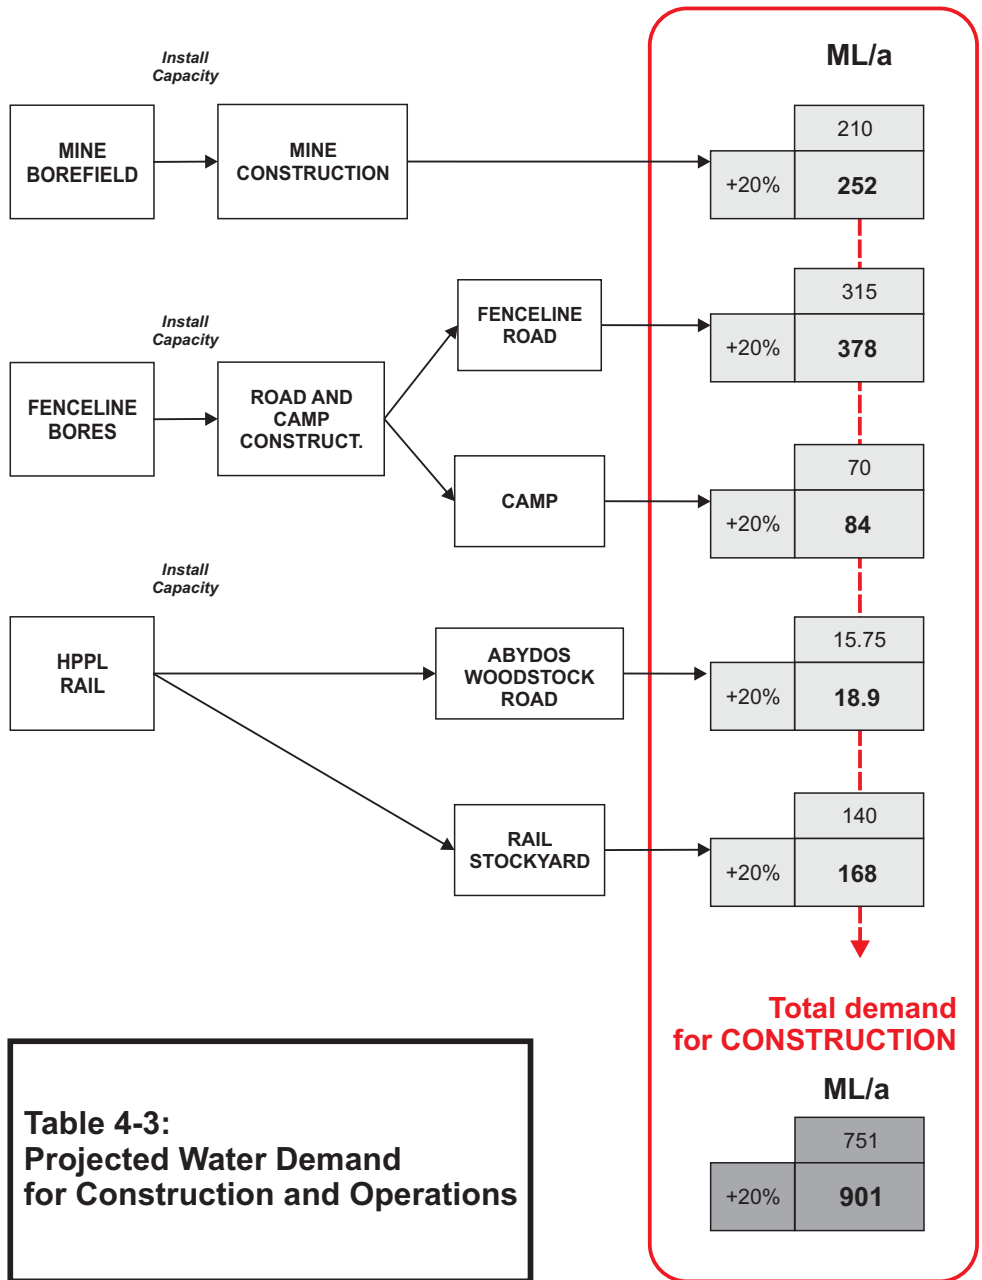 ML/a
Install
Capacity
MINE
BOREFIELD
MINE
CONSTRUCTION
210
+20%
252
Install
Capacity
FENCELINE
BORES
ROAD AND
CAMP
CONSTRUCT.
FENCELINE
ROAD
315
+20%
378
CAMP
70
+20%
84
Install
Capacity
HPPL
RAIL
ABYDOS
WOODSTOCK
ROAD
15.75
+20%
18.9
RAIL
STOCKYARD
140
+20%
168
Total demand
for CONSTRUCTION
ML/a
751
+20%
901
Table 4-3:
Projected Water Demand
for Construction and Operations